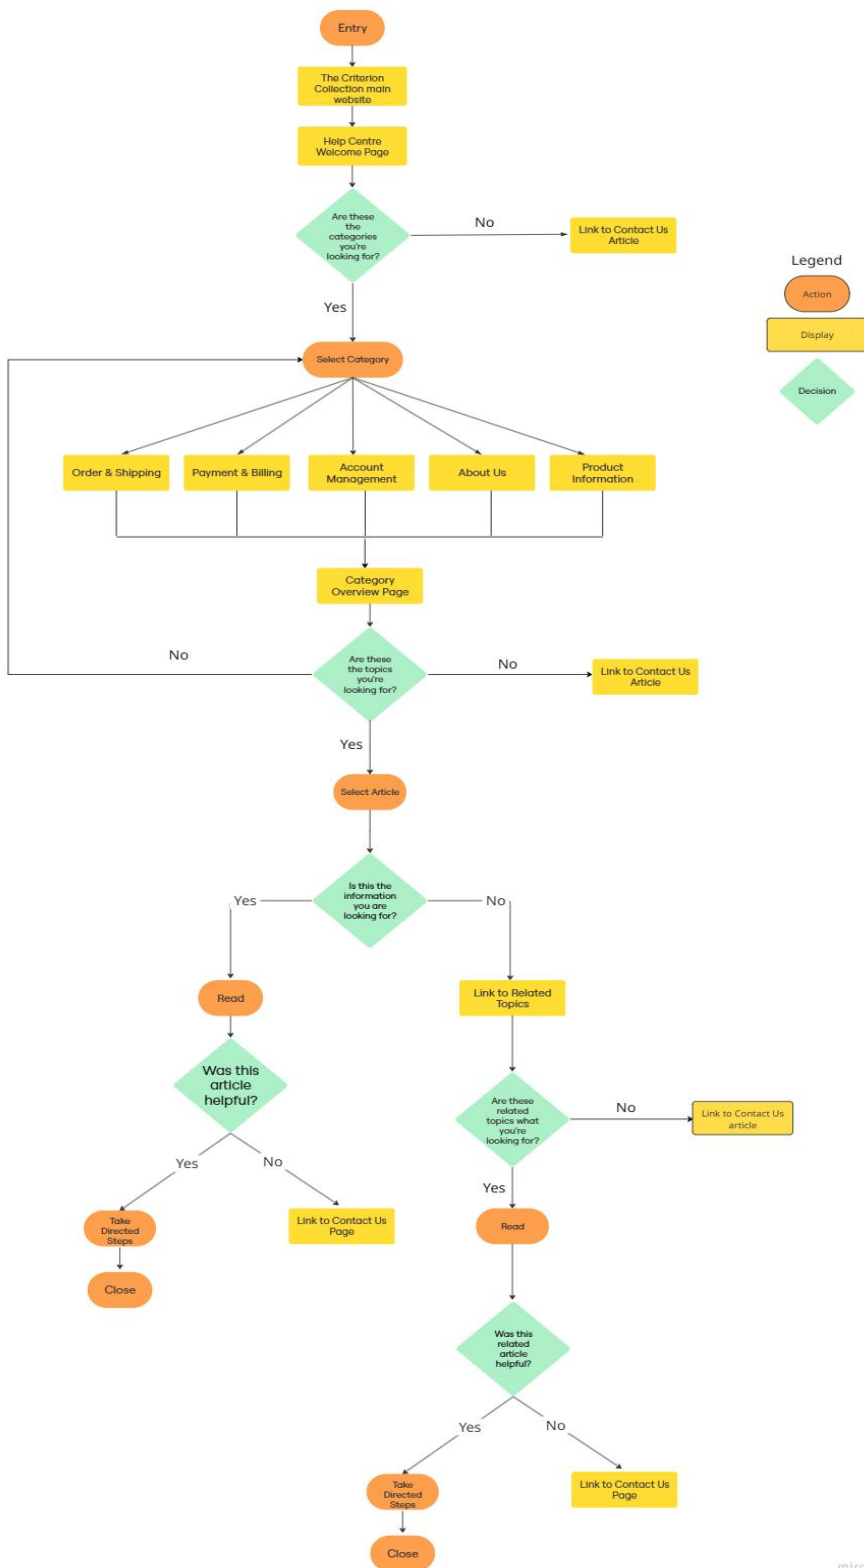 Entry
The Criterion
Collection main
website
Help Centre
Welcome Page
Are these
the
categories
you're
looking for?
No
Link to Contact Us
Article
Legend
Action
Display
Decision
Yes
Select Category
Order & Shipping
Payment & Billing
Account
Management
About Us
Product
Information
Category
Overview Page
No
Are these
the topics
you're
looking for?
No
Link to Contact Us
Article
Yes
Select Article
Is this the
information
you are
looking for?
Yes
No
Read
Link to Related
Topics
Was this
article
helpful?
Are these
related
topics what
you're
looking for?
No
Link to Contact Us
article
Yes
No
Yes
Take
Directed
Steps
Link to Contact Us
Page
Read
Close
Was this
related
article
helpful?
Yes
No
Take
Directed
Steps
Link to Contact Us
Page
Close